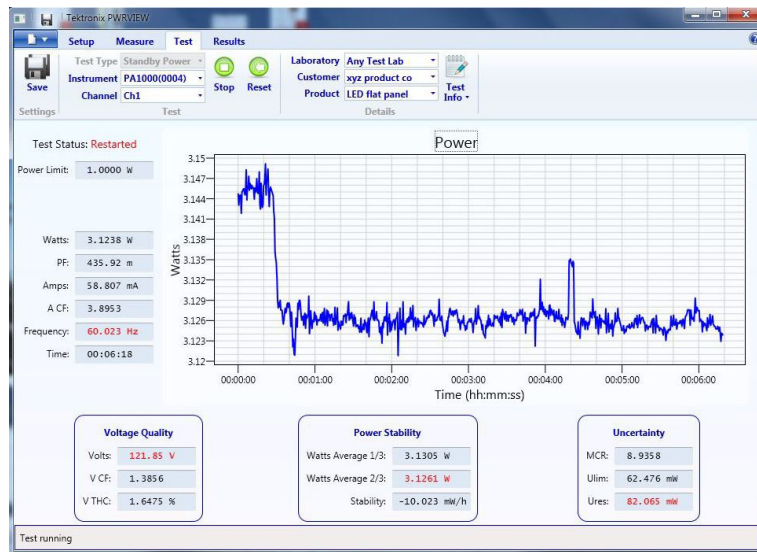 Tektronix PWRVIEW
Setup Measure Test Results
Save
Settings
Test Type Standby Power
Instrument PA1000(0004)
Channel Ch1
Stop Reset
Test
Laboratory Any Test Lab
Customer xyz product co
Product LED flat panel
Test Info
Details
Test Status: Restarted
Power Limit: 1.0000 W
Watts: 3.1238 W
PF: 435.92 m
Amps: 58.807 mA
A CF: 3.8953
Frequency: 60.023 Hz
Time: 00:06:18
Power
Watts
3.15
3.147
3.144
3.141
3.138
3.135
3.132
3.129
3.126
3.123
3.12
00:00:00 00:01:00 00:02:00 00:03:00 00:04:00 00:05:00 00:06:00
Time (hh:mm:ss)
Voltage Quality
Volts: 121.85 V
V CF: 1.3856
V THC: 1.6475 %
Power Stability
Watts Average 1/3: 3.1305 W
Watts Average 2/3: 3.1261 W
Stability: -10.023 mW/h
Uncertainty
MCR: 8.9358
Ulim: 62.476 mW
Ures: 82.065 mW
Test running